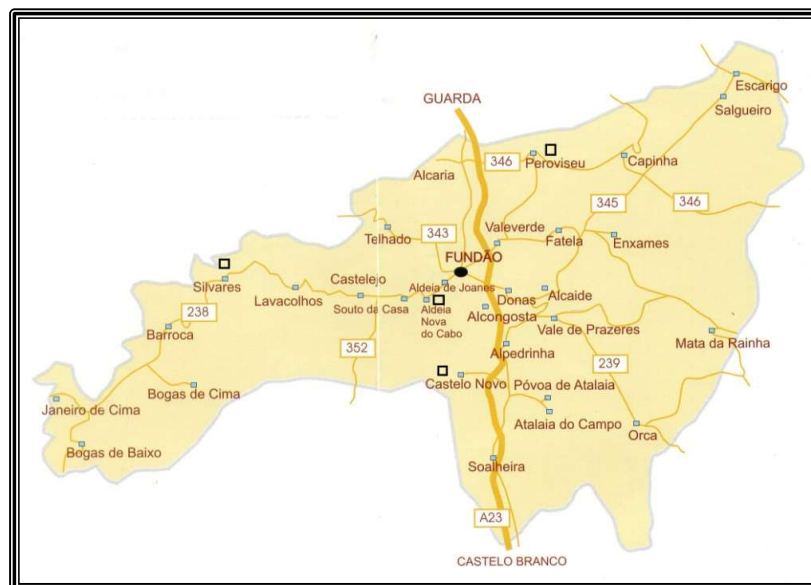 Escarigo
GUARDA
Salgueiro
346
Peroviseu
Capinha
Alcaria
345
346
Valeverde
343
Telhado
Fatela
Enxames
FUNDÃO
Castelejo
Aldeia de Joanes
Silvares
Lavacolhos
Souto da Casa
Aldeia
Nova
do Cabo
Donas
Alcaide
Alcongosta
238
Barroca
Vale de Prazeres
Mata da Rainha
352
Alpedrinha
239
Castelo Novo
Póvoa de Atalaia
Bogas de Cima
Janeiro de Cima
Atalaia do Campo
Orca
Bogas de Baixo
Soalheira
A23
CASTELO BRANCO